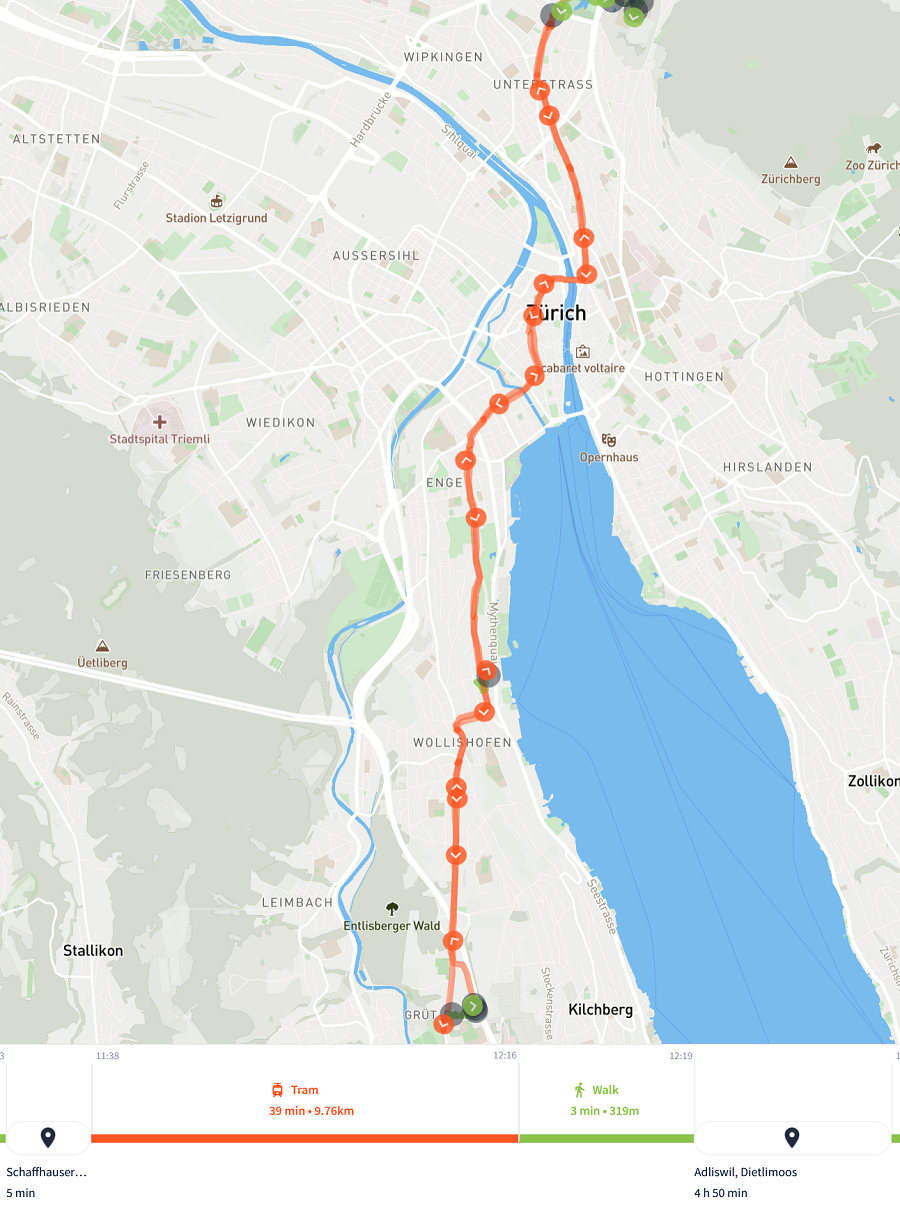 WIPKINGEN
UNTERSTRASS
Hardbrücke
Sihlquai
ALTSTETTEN
Flurstrasse
Zürichberg
Zoo Zürich
Stadion Letzigrund
AUSSERSIHL
ALBISRIEDEN
Zürich
cabaret voltaire
HOTTINGEN
WIEDIKON
Stadtspital Triemli
Opernhaus
HIRSLANDEN
ENGE
FRIESENBERG
Mythenquai
Üetliberg
Rainstrasse
WOLLISHOFEN
Zollikon
LEIMBACH
Entlisberger Wald
Seestrasse
Stallikon
Stockenstrasse
Kilchberg
11:38
12:16
12:19
Tram
39 min • 9.76km
Walk
3 min • 319m
Schaffhauser...
5 min
Adliswil, Dietlimoos
4 h 50 min